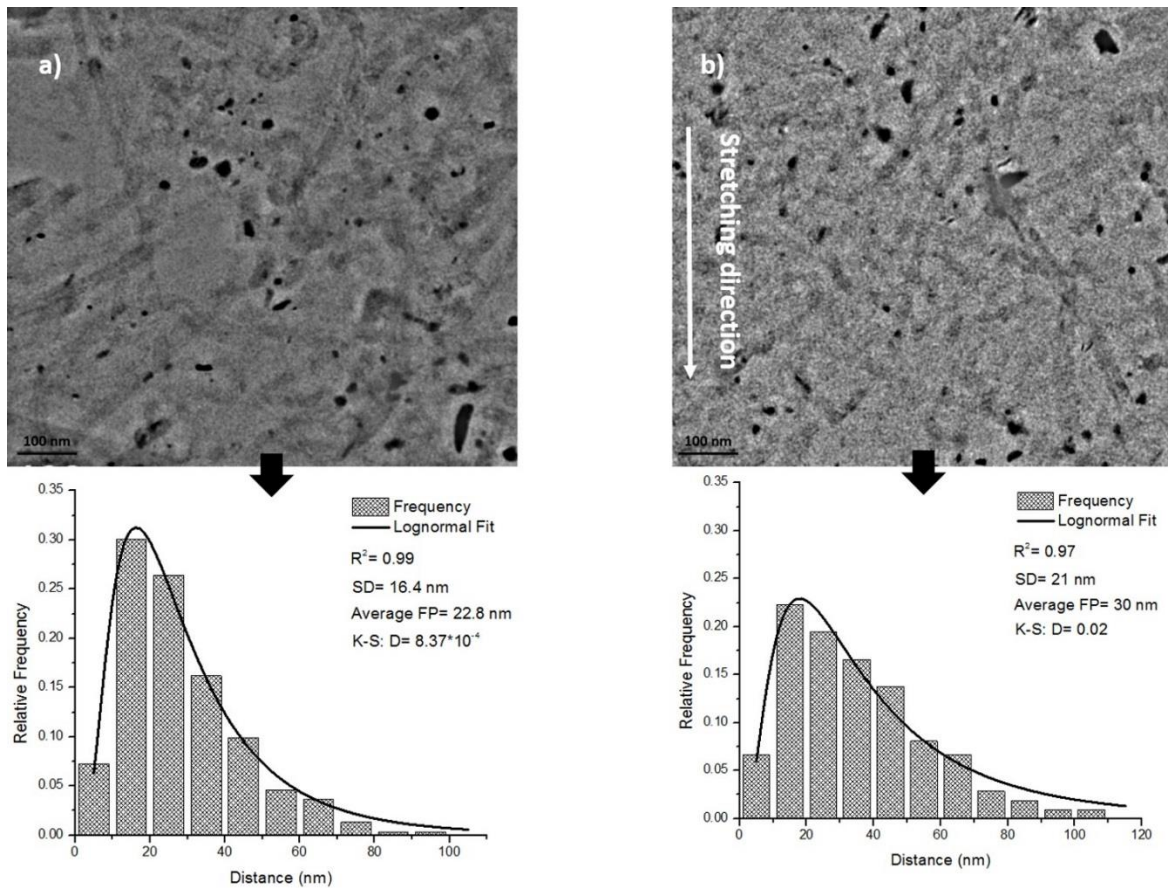 a)
100 nm
b)
Stretching direction
100 nm
0.35
0.30
0.25
0.20
0.15
0.10
0.05
0.00
Relative Frequency
Frequency
Lognormal Fit
R²= 0.99
SD= 16.4 nm
Average FP= 22.8 nm
K-S: D= 8.37*10⁻⁴
0 20 40 60 80 100
Distance (nm)
0.35
0.30
0.25
0.20
0.15
0.10
0.05
0.00
Relative Frequency
Frequency
Lognormal Fit
R²= 0.97
SD= 21 nm
Average FP= 30 nm
K-S: D= 0.02
0 20 40 60 80 100 120
Distance (nm)